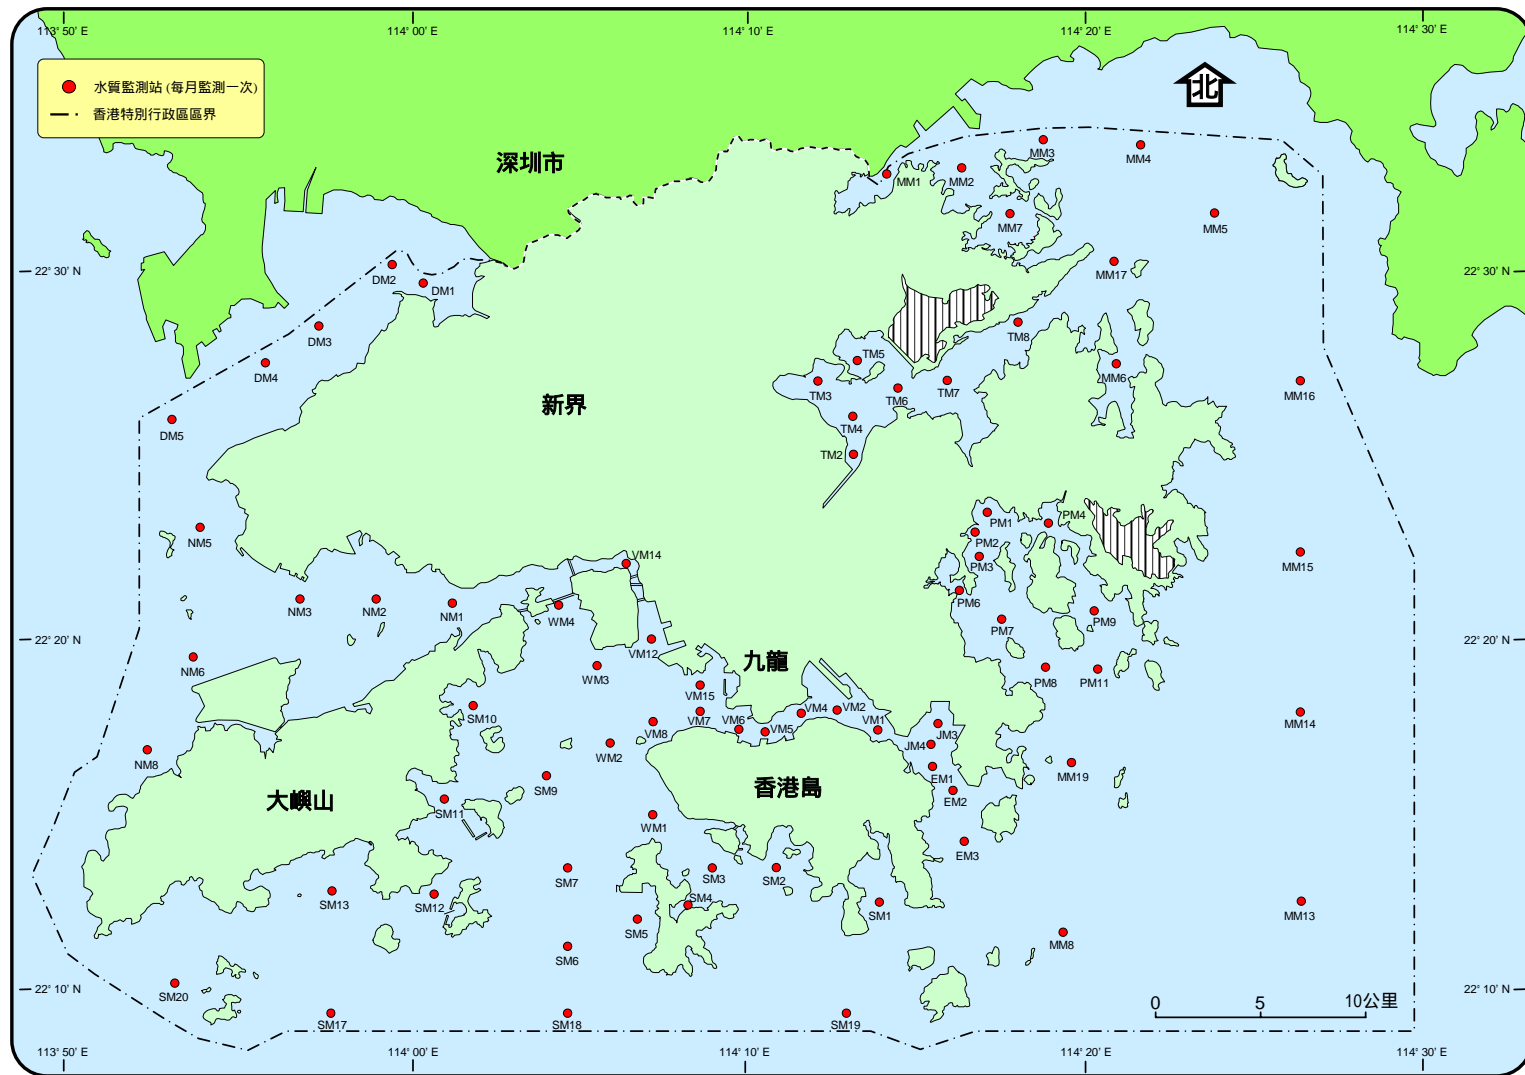 113° 50' E
114° 00' E
114° 10' E
114° 20' E
114° 30' E
水質監測站 (每月監測一次)
香港特別行政區區界
北
深圳市
MM3
MM4
MM2
MM1
MM7
MM5
22° 30' N
DM2
DM1
MM17
22° 30' N
DM3
TM8
DM4
TM5
MM6
TM3
TM6
TM7
MM16
新界
DM5
TM4
TM2
NM5
PM1
PM4
PM2
VM14
PM3
MM15
NM3
NM2
NM1
WM4
PM6
PM9
22° 20' N
PM7
22° 20' N
VM12
九龍
NM6
WM3
PM8
PM11
VM15
SM10
VM7
VM6
VM4
VM2
MM14
VM8
VM5
VM1
JM3
JM4
NM8
WM2
MM19
SM9
EM1
大嶼山
香港島
EM2
SM11
WM1
EM3
SM7
SM3
SM2
SM13
SM12
SM4
SM1
MM13
SM5
MM8
SM6
22° 10' N
22° 10' N
SM20
0
5
10公里
SM17
SM18
SM19
113° 50' E
114° 00' E
114° 10' E
114° 20' E
114° 30' E